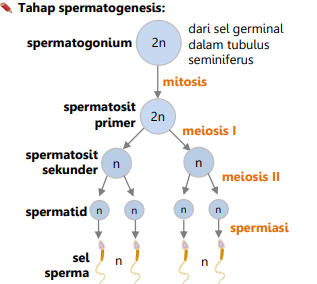 Tahap spermatogenesis:
spermatogonium 2n dari sel germinal
dalam tubulus
seminiferus
mitosis
spermatosit
primer 2n
meiosis I
spermatosit
sekunder n n
meiosis II
spermatid n n n n
spermiasi
sel
sperma n n